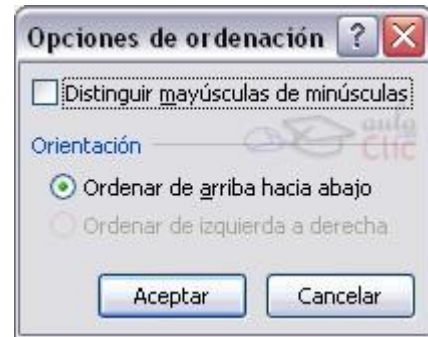 Opciones de ordenación
Distinguir mayúsculas de minúsculas
aula
Clic
Orientación
Ordenar de arriba hacia abajo
Ordenar de izquierda a derecha
Aceptar
Cancelar